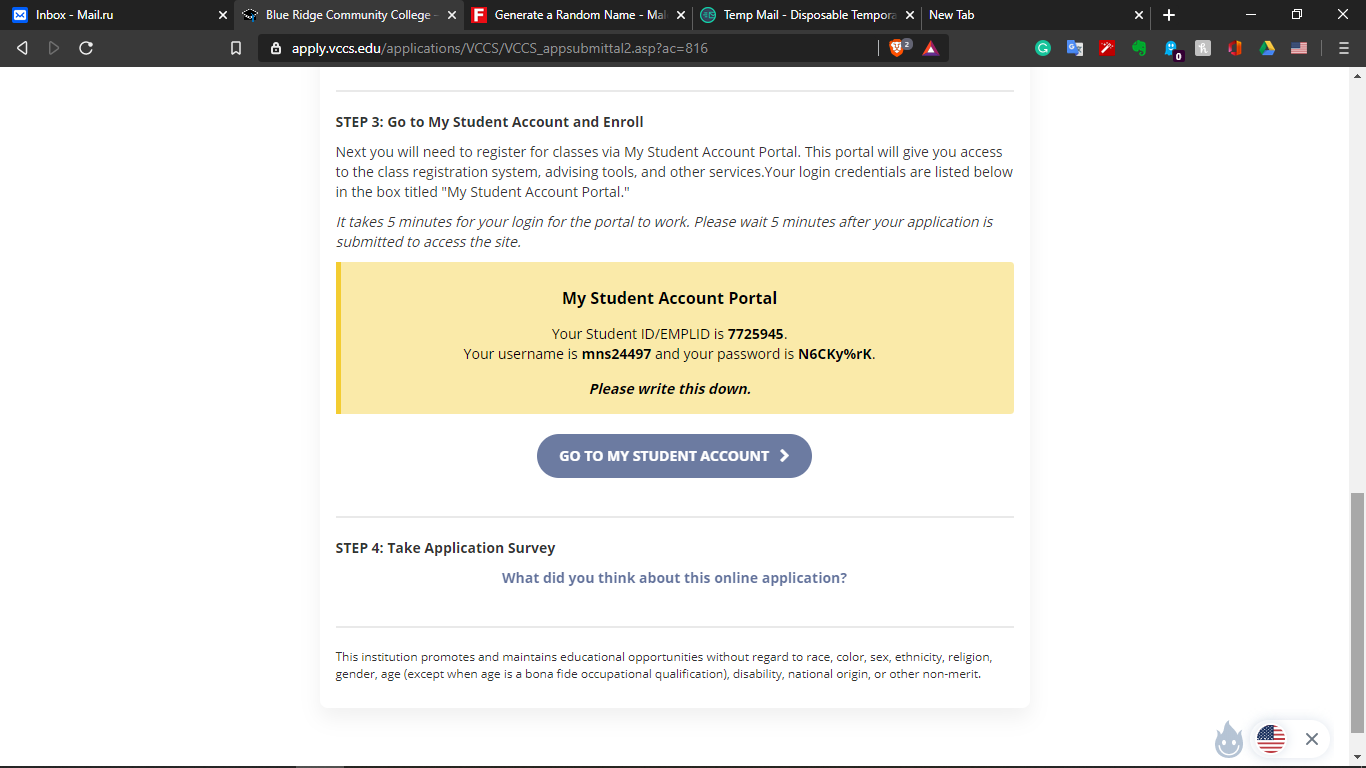 Inbox - Mail.ru
Blue Ridge Community College -
Generate a Random Name - Mal
Temp Mail - Disposable Tempora
New Tab
apply.vccs.edu/applications/VCCS/VCCS_appsubmittal2.asp?ac=816
2
0
STEP 3: Go to My Student Account and Enroll
Next you will need to register for classes via My Student Account Portal. This portal will give you access
to the class registration system, advising tools, and other services.Your login credentials are listed below
in the box titled "My Student Account Portal."
It takes 5 minutes for your login for the portal to work. Please wait 5 minutes after your application is
submitted to access the site.
My Student Account Portal
Your Student ID/EMPLID is 7725945.
Your username is mns24497 and your password is N6CKy%rK.
Please write this down.
GO TO MY STUDENT ACCOUNT
STEP 4: Take Application Survey
What did you think about this online application?
This institution promotes and maintains educational opportunities without regard to race, color, sex, ethnicity, religion,
gender, age (except when age is a bona fide occupational qualification), disability, national origin, or other non-merit.